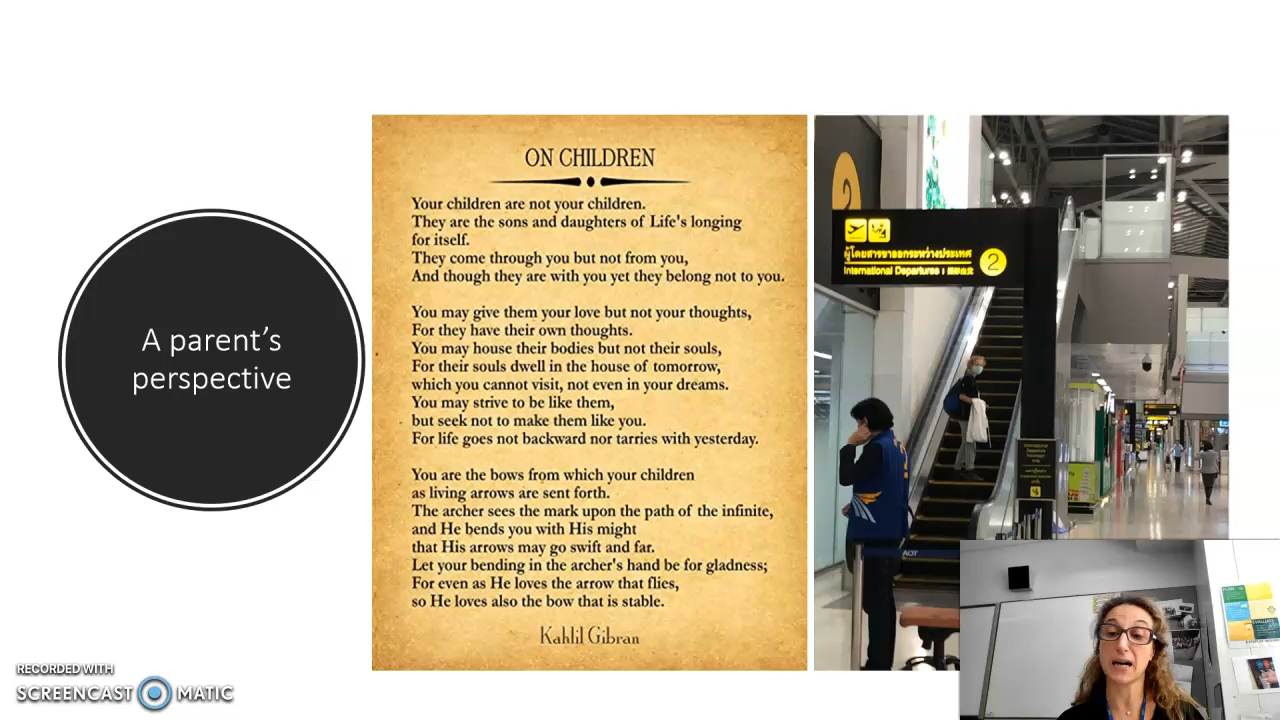 A parent’s
perspective
ON CHILDREN
Your children are not your children.
They are the sons and daughters of Life's longing
for itself.
They come through you but not from you,
And though they are with you yet they belong not to you.
You may give them your love but not your thoughts,
For they have their own thoughts.
You may house their bodies but not their souls,
For their souls dwell in the house of tomorrow,
which you cannot visit, not even in your dreams.
You may strive to be like them,
but seek not to make them like you.
For life goes not backward nor tarries with yesterday.
You are the bows from which your children
as living arrows are sent forth.
The archer sees the mark upon the path of the infinite,
and He bends you with His might
that His arrows may go swift and far.
Let your bending in the archer's hand be for gladness;
For even as He loves the arrow that flies,
so He loves also the bow that is stable.
Kahlil Gibran
2
ผู้โดยสารขาออกระหว่างประเทศ
International Departures
2
AOT
RECORDED WITH
SCREENCAST MATIC